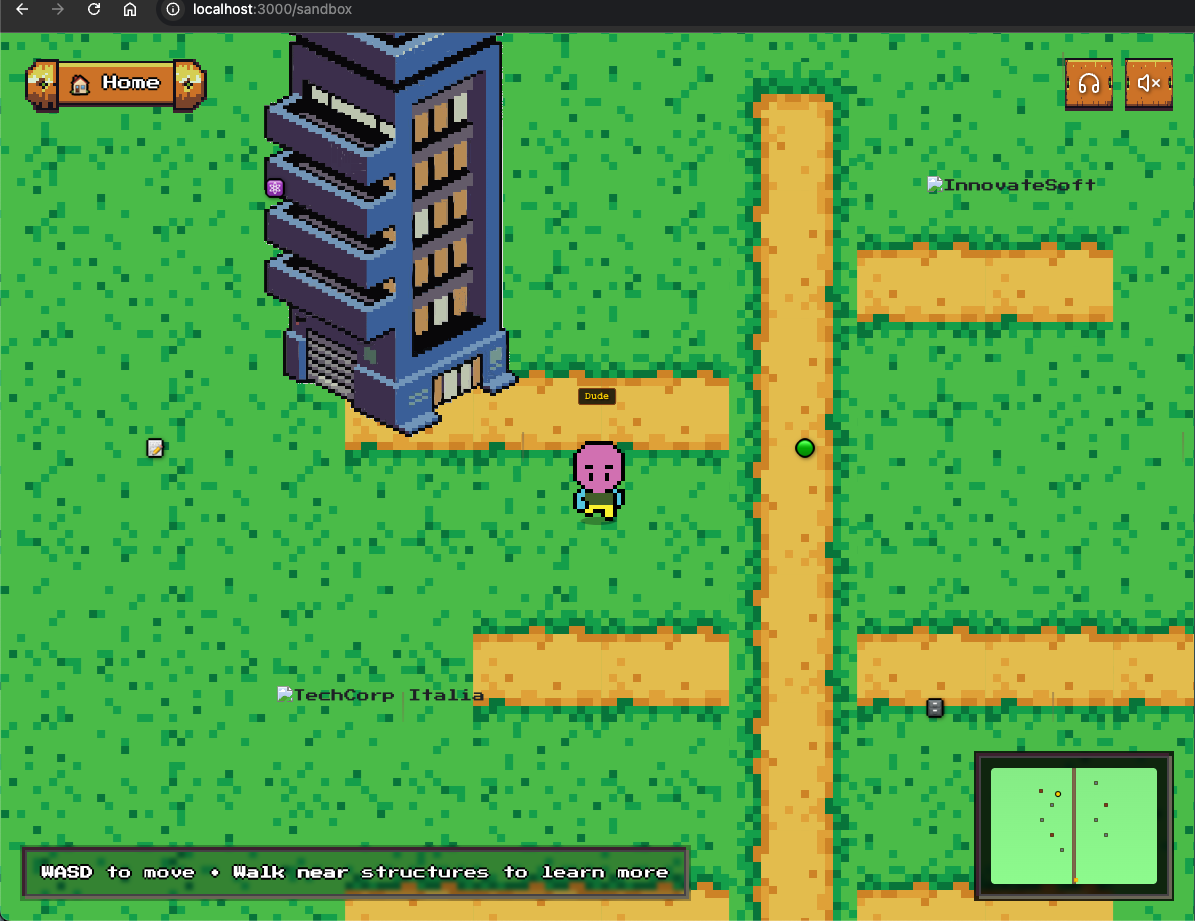 localhost:3000/sandbox
Home
InnovateSoft
Dude
TechCorp Italia
WASD to move • Walk near structures to learn more